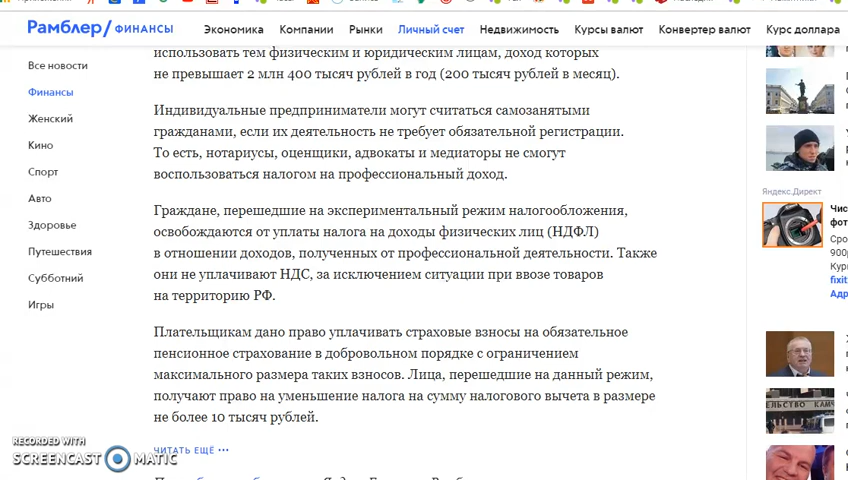 Рамблер/ ФИНАНСЫ
Экономика Компании Рынки Личный счет Недвижимость Курсы валют Конвертер валют Курс доллара
Все новости
Финансы
Женский
Кино
Спорт
Авто
Здоровье
Путешествия
Субботний
Игры
использовать тем физическим и юридическим лицам, доход которых
не превышает 2 млн 400 тысяч рублей в год (200 тысяч рублей в месяц).
Индивидуальные предприниматели могут считаться самозанятыми
гражданами, если их деятельность не требует обязательной регистрации.
То есть, нотариусы, оценщики, адвокаты и медиаторы не смогут
воспользоваться налогом на профессиональный доход.
Граждане, перешедшие на экспериментальный режим налогообложения,
освобождаются от уплаты налога на доходы физических лиц (НДФЛ)
в отношении доходов, полученных от профессиональной деятельности. Также
они не уплачивают НДС, за исключением ситуации при ввозе товаров
на территорию РФ.
Плательщикам дано право уплачивать страховые взносы на обязательное
пенсионное страхование в добровольном порядке с ограничением
максимального размера таких взносов. Лица, перешедшие на данный режим,
получают право на уменьшение налога на сумму налогового вычета в размере
не более 10 тысяч рублей.
ЧИТАТЬ ЕЩЁ •••
Яндекс.Директ
фот
900р
fixit
RECORDED WITH
SCREENCAST MATIC